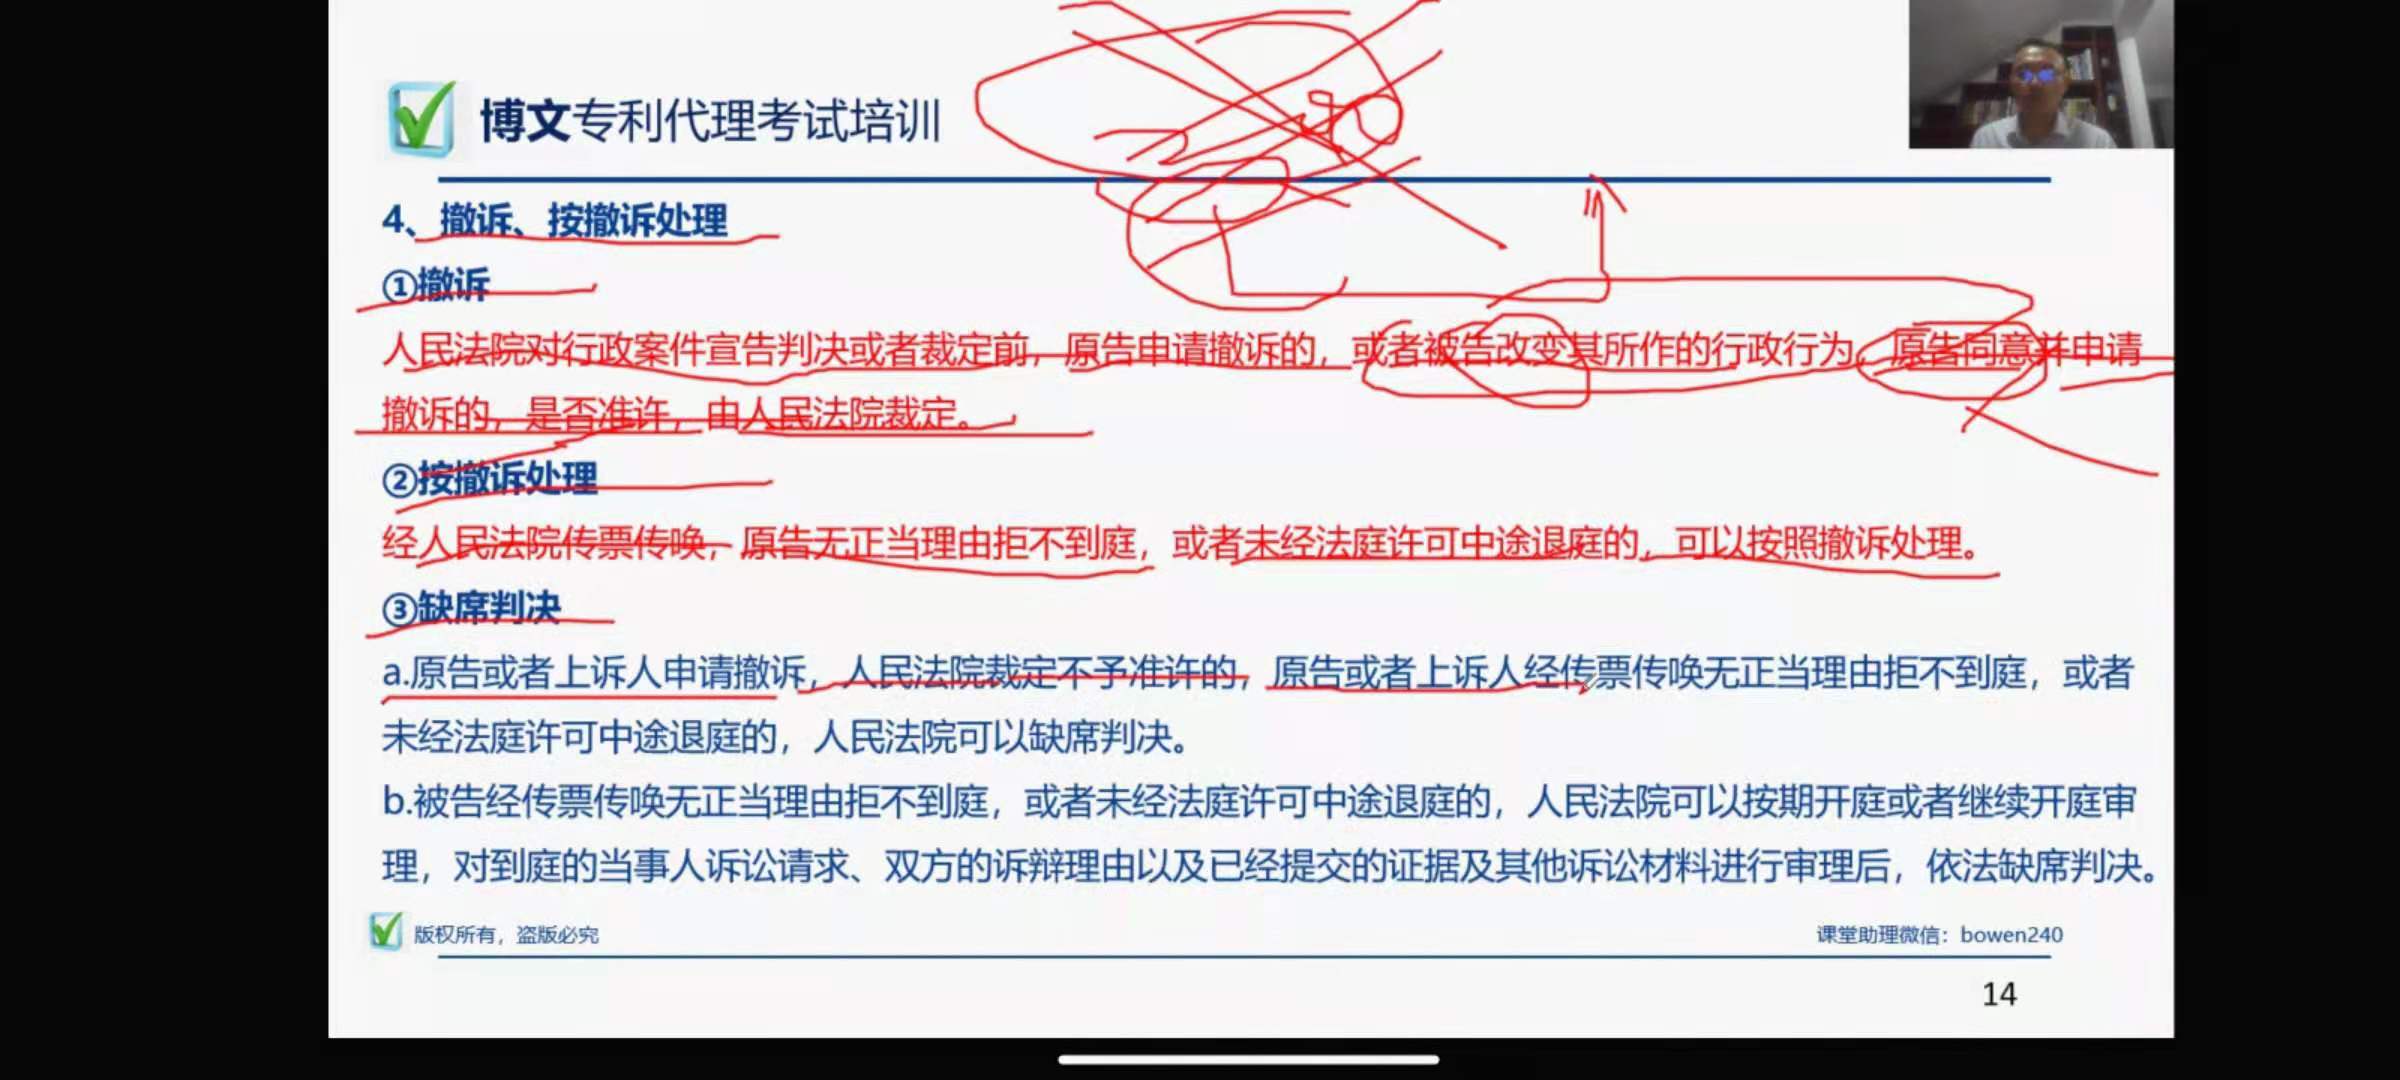 博文专利代理考试培训
4、撤诉、按撤诉处理
①撤诉
人民法院对行政案件宣告判决或者裁定前，原告申请撤诉的，或者被告改变其所作的行政行为，原告同意并申请
撤诉的，是否准许，由人民法院裁定。
②按撤诉处理
经人民法院传票传唤，原告无正当理由拒不到庭，或者未经法庭许可中途退庭的，可以按照撤诉处理。
③缺席判决
a.原告或者上诉人申请撤诉，人民法院裁定不予准许的，原告或者上诉人经传票传唤无正当理由拒不到庭，或者
未经法庭许可中途退庭的，人民法院可以缺席判决。
b.被告经传票传唤无正当理由拒不到庭，或者未经法庭许可中途退庭的，人民法院可以按期开庭或者继续开庭审
理，对到庭的当事人诉讼请求、双方的诉辩理由以及已经提交的证据及其他诉讼材料进行审理后，依法缺席判决。
版权所有，盗版必究
课堂助理微信：bowen240
14